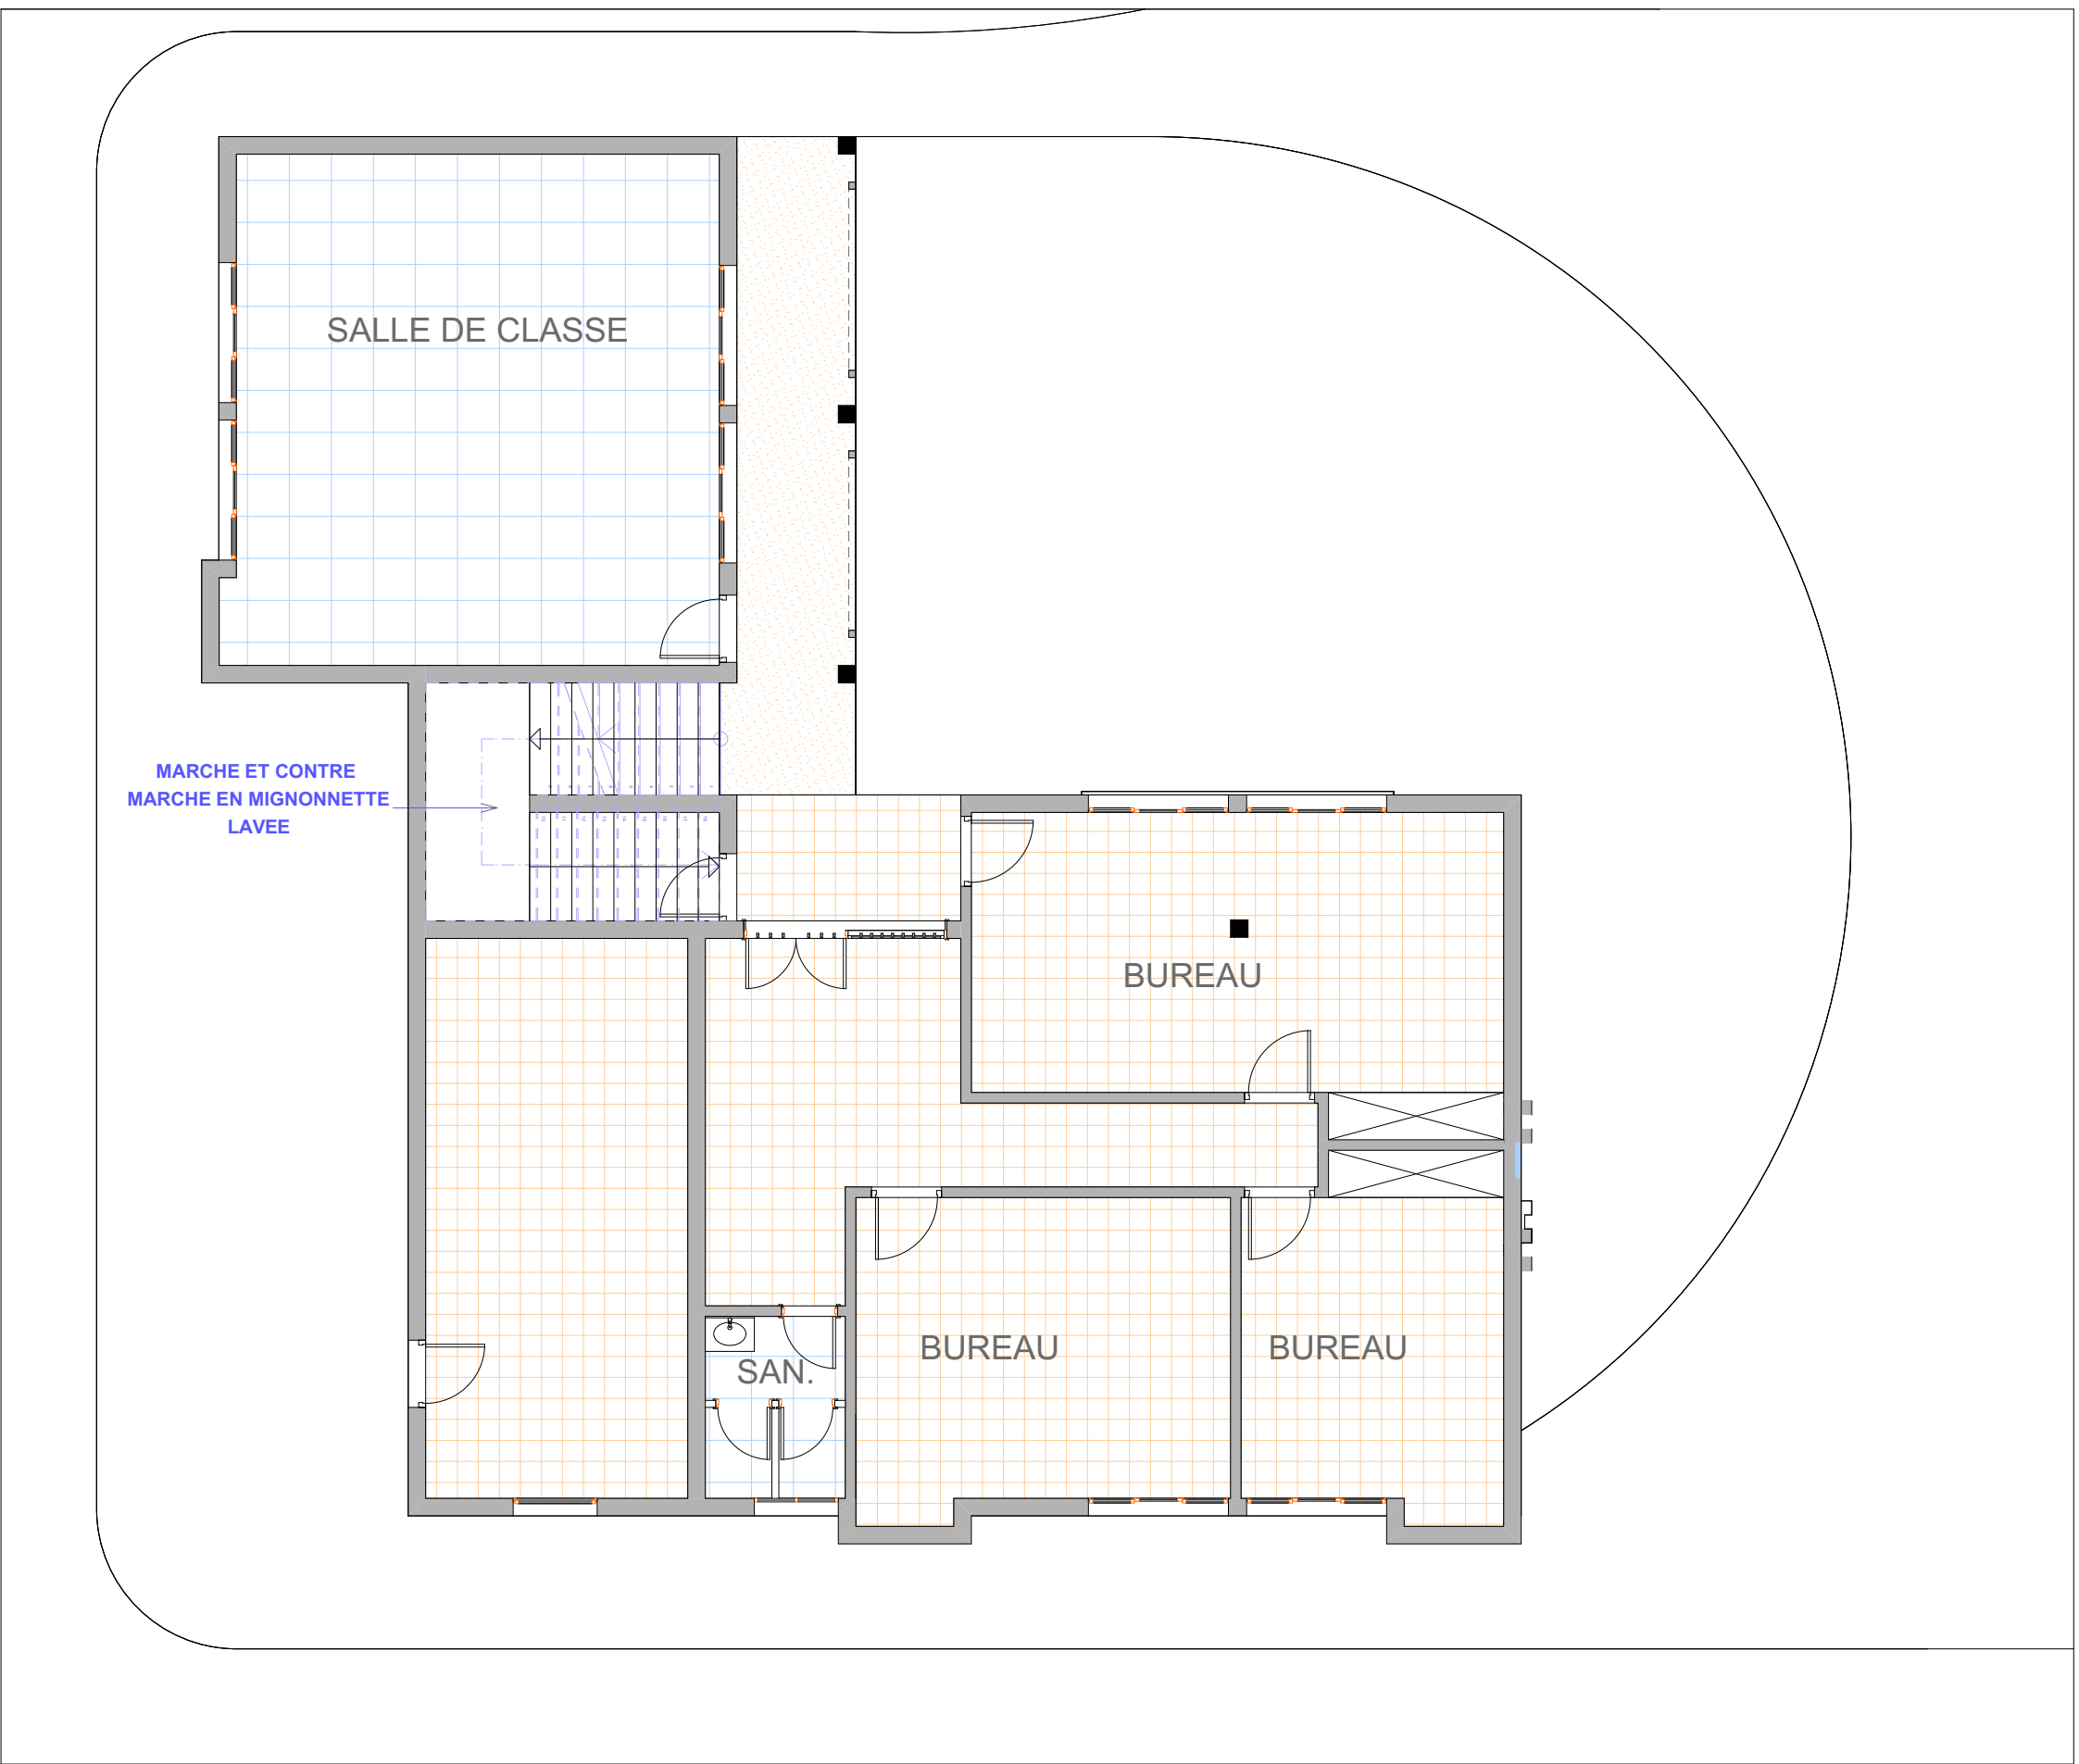 SALLE DE CLASSE
MARCHE ET CONTRE
MARCHE EN MIGNONNETTE
LAVEE
BUREAU
BUREAU
BUREAU
SAN.